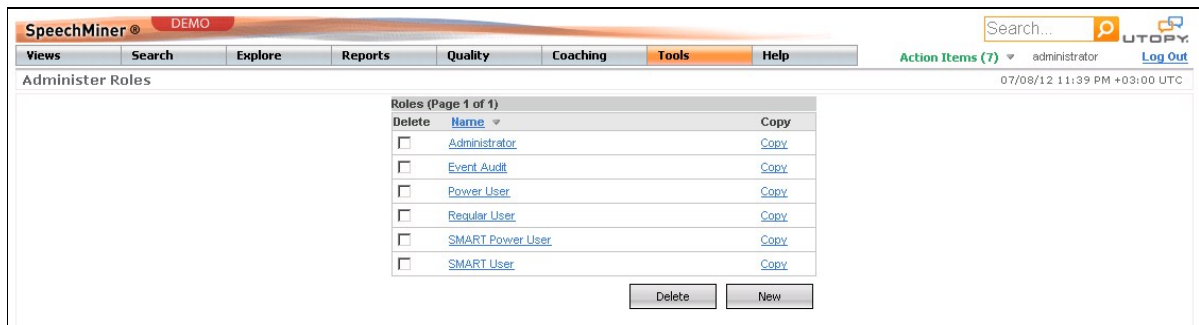 SpeechMiner ® DEMO Search... UTOPY.
Views Search Explore Reports Quality Coaching Tools Help Action Items (7) administrator Log Out
Administer Roles 07/08/12 11:39 PM +03:00 UTC
Roles (Page 1 of 1)
Delete Name Copy
Administrator Copy
Event Audit Copy
Power User Copy
Regular User Copy
SMART Power User Copy
SMART User Copy
Delete New